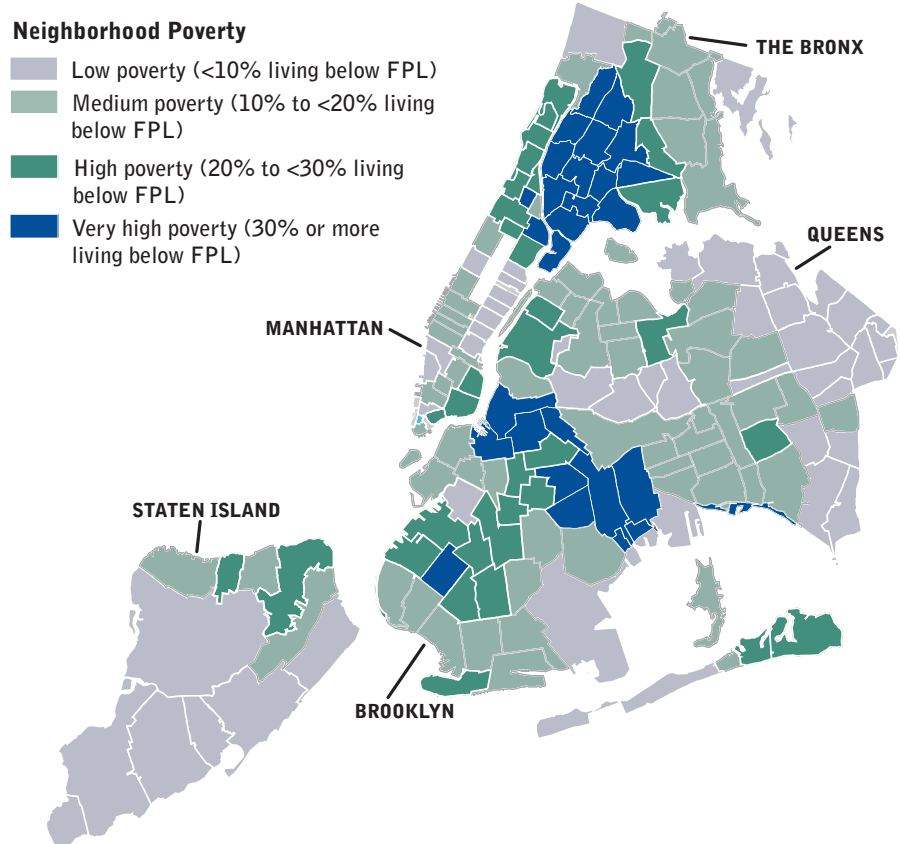 Neighborhood Poverty
Low poverty (<10% living below FPL)
Medium poverty (10% to <20% living
below FPL)
High poverty (20% to <30% living
below FPL)
Very high poverty (30% or more
living below FPL)
THE BRONX
QUEENS
MANHATTAN
STATEN ISLAND
BROOKLYN